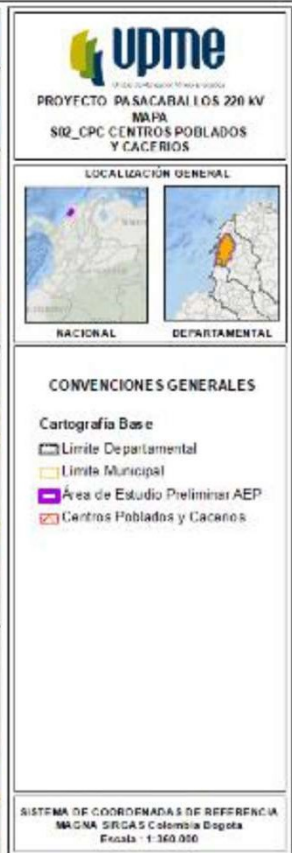 upme
PROYECTO PASACABALLOS 220 kV
MAPA
S02_CPC CENTROS POBLADOS
Y CACERIOS
LOCALIZACIÓN GENERAL
NACIONAL
DEPARTAMENTAL
CONVENCIONES GENERALES
Cartografía Base
Limite Departamental
Limite Municipal
Área de Estudio Preliminar AEP
Centros Poblados y Cacerios
SISTEMA DE COORDENADAS DE REFERENCIA
MAGNA SIRGAS Colombia Bogota
Escala : 1:360.000